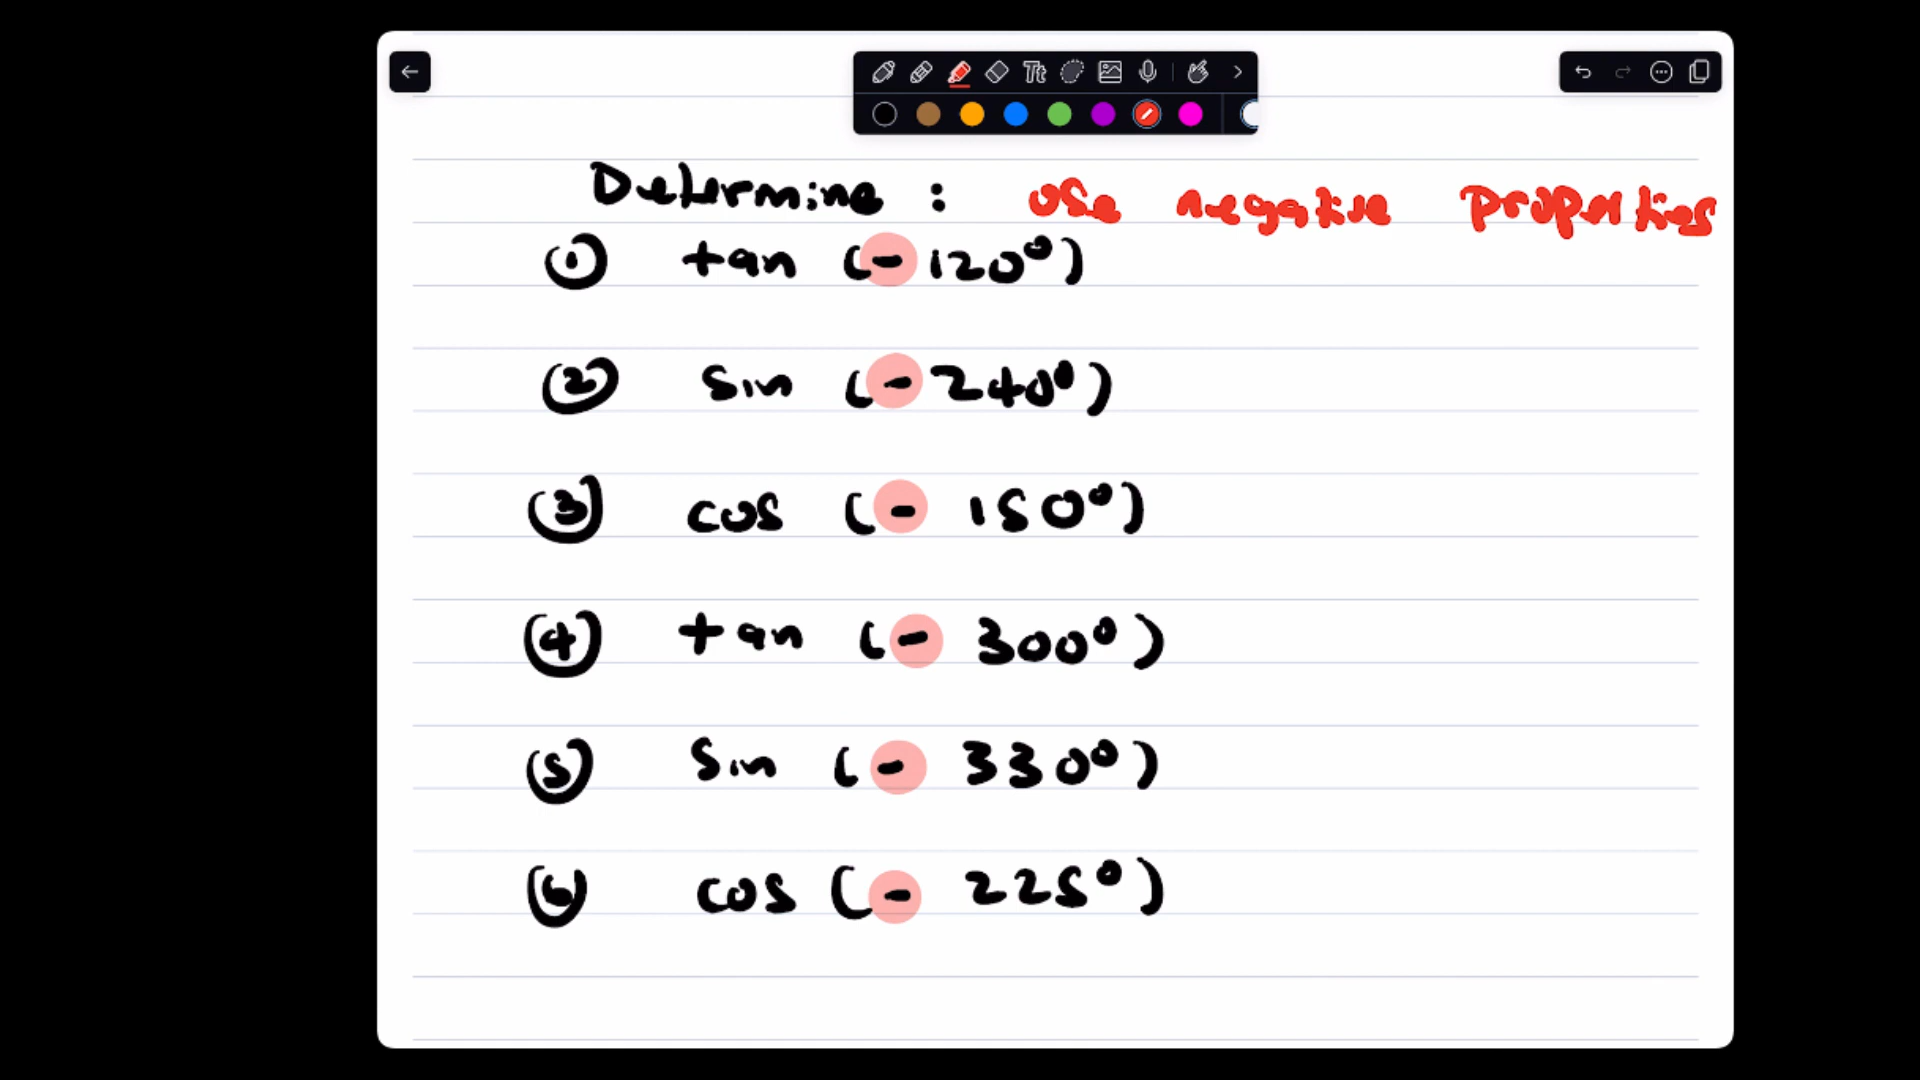 Tt
Determine : use negative properties
(1) tan (-120°)
(2) sin (-240°)
(3) cos (- 150°)
(4) tan (- 300°)
(5) sin (- 330°)
(6) cos (- 225°)